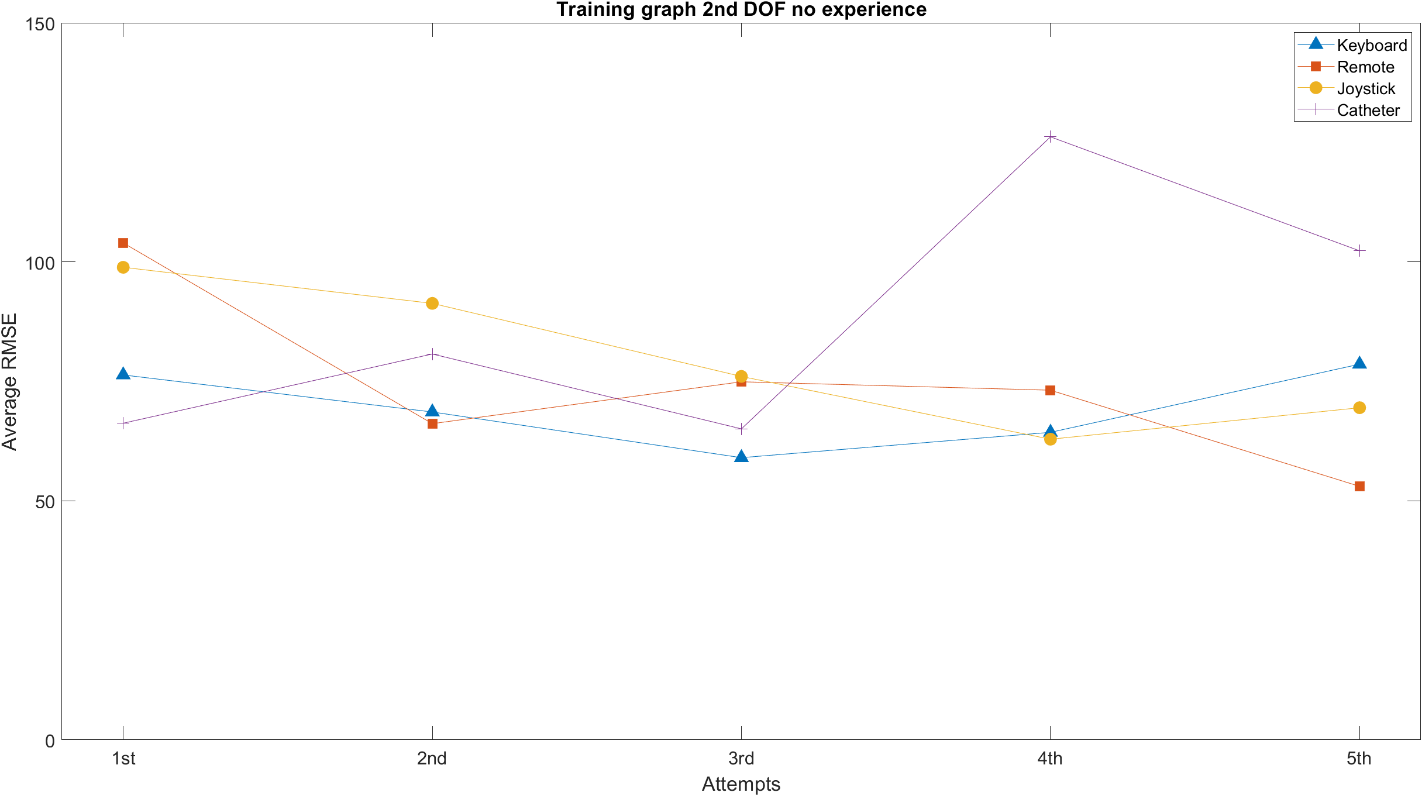 Training graph 2nd DOF no experience
150
100
50
0
Average RMSE
Keyboard
Remote
Joystick
Catheter
1st 2nd 3rd 4th 5th
Attempts